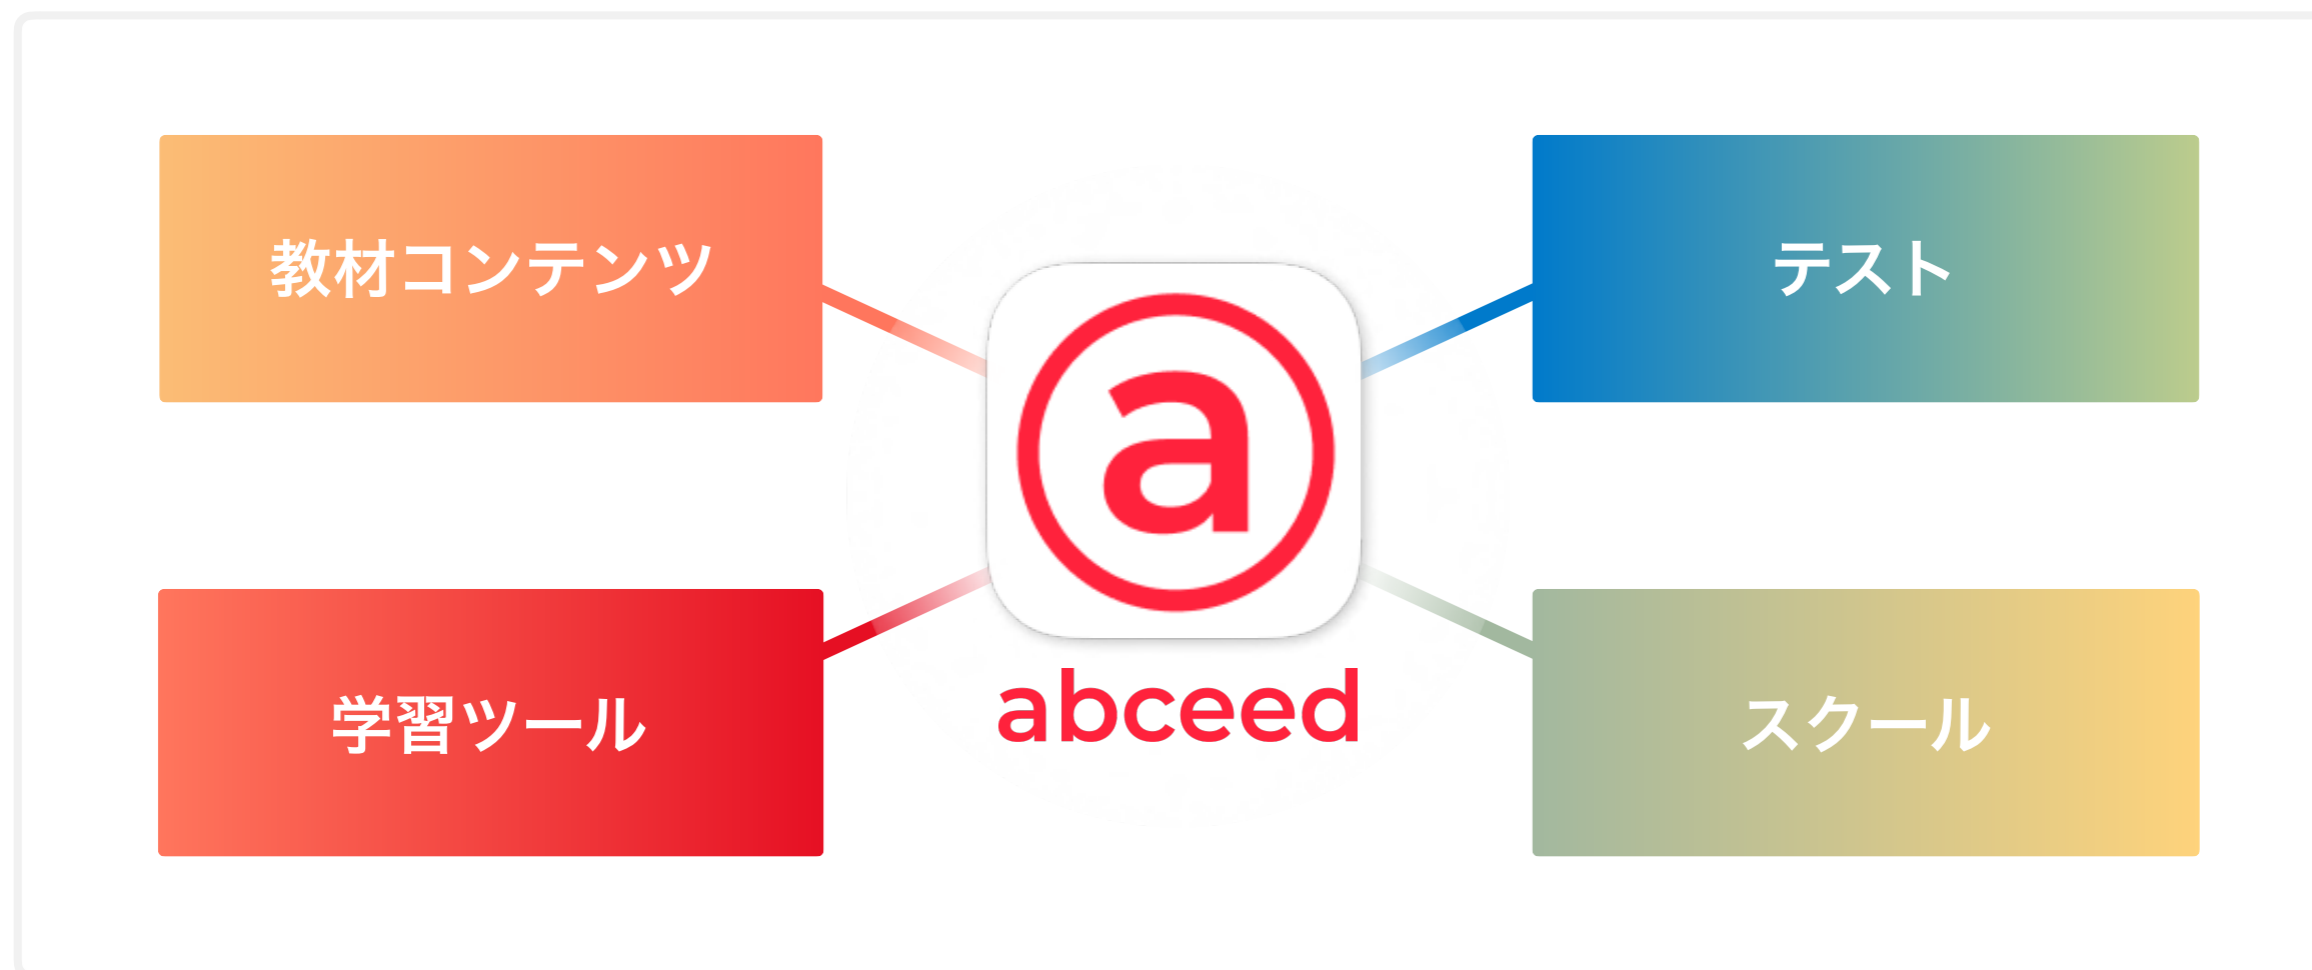 教材コンテンツ
テスト
a
abceed
学習ツール
スクール